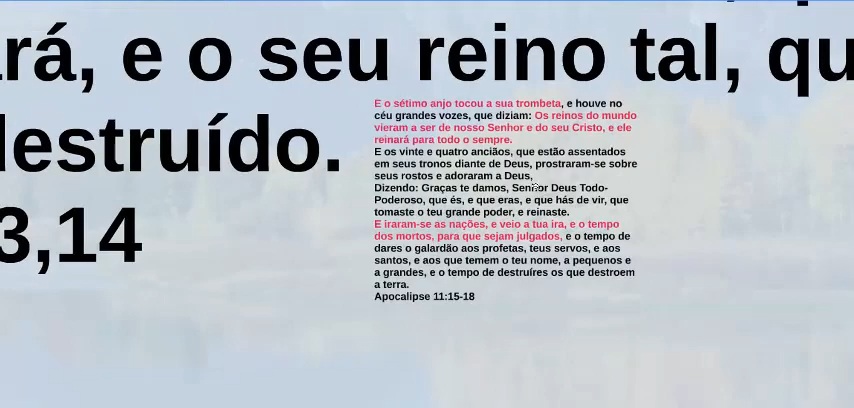 rá, e o seu reino tal, qu
destruído.
3,14
E o sétimo anjo tocou a sua trombeta, e houve no
céu grandes vozes, que diziam: Os reinos do mundo
vieram a ser de nosso Senhor e do seu Cristo, e ele
reinará para todo o sempre.
E os vinte e quatro anciãos, que estão assentados
em seus tronos diante de Deus, prostraram-se sobre
seus rostos e adoraram a Deus,
Dizendo: Graças te damos, Senhor Deus Todo-
Poderoso, que és, e que eras, e que hás de vir, que
tomaste o teu grande poder, e reinaste.
E iraram-se as nações, e veio a tua ira, e o tempo
dos mortos, para que sejam julgados, e o tempo de
dares o galardão aos profetas, teus servos, e aos
santos, e aos que temem o teu nome, a pequenos e
a grandes, e o tempo de destruíres os que destroem
a terra.
Apocalipse 11:15-18